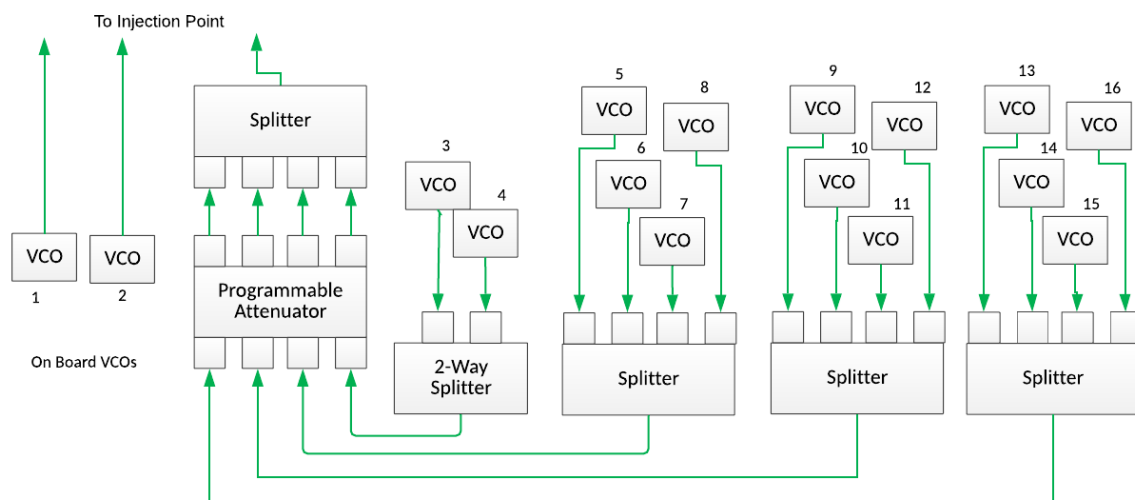 To Injection Point
Splitter
VCO
1
VCO
2
On Board VCOs
Programmable
Attenuator
3
VCO
4
VCO
2-Way
Splitter
5
VCO
8
VCO
6
VCO
7
VCO
Splitter
9
VCO
12
VCO
10
VCO
11
VCO
Splitter
13
VCO
16
VCO
14
VCO
15
VCO
Splitter